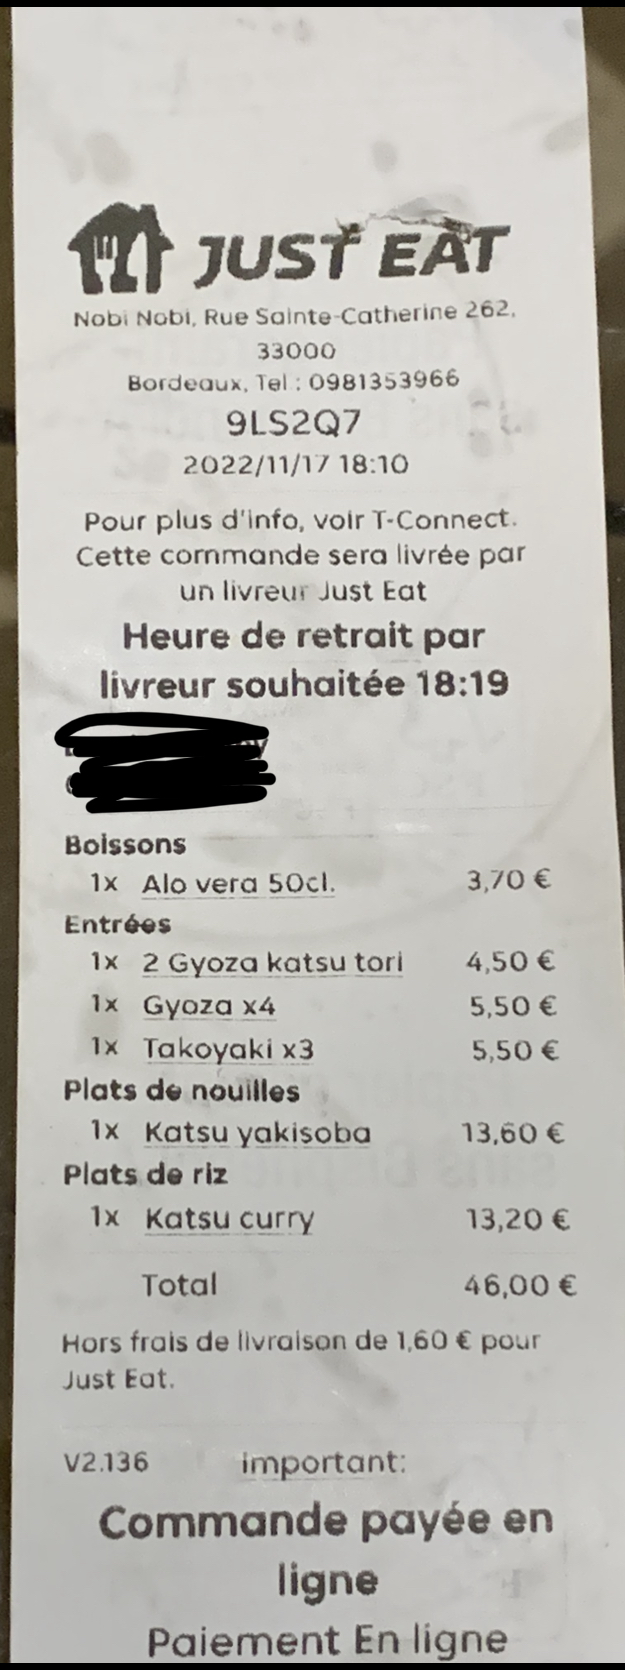 JUST EAT
Nobi Nobi, Rue Sainte-Catherine 262,
33000
Bordeaux, Tel : 0981353966
9LS2Q7
2022/11/17 18:10
Pour plus d'info, voir T-Connect.
Cette commande sera livrée par
un livreur Just Eat
Heure de retrait par
livreur souhaitée 18:19
Boissons
1x Alo vera 50cl. 3,70 €
Entrées
1x 2 Gyoza katsu tori 4,50 €
1x Gyoza x4 5,50 €
1x Takoyaki x3 5,50 €
Plats de nouilles
1x Katsu yakisoba 13,60 €
Plats de riz
1x Katsu curry 13,20 €
Total 46,00 €
Hors frais de livraison de 1,60 € pour
Just Eat.
V2.136 important:
Commande payée en
ligne
Paiement En ligne